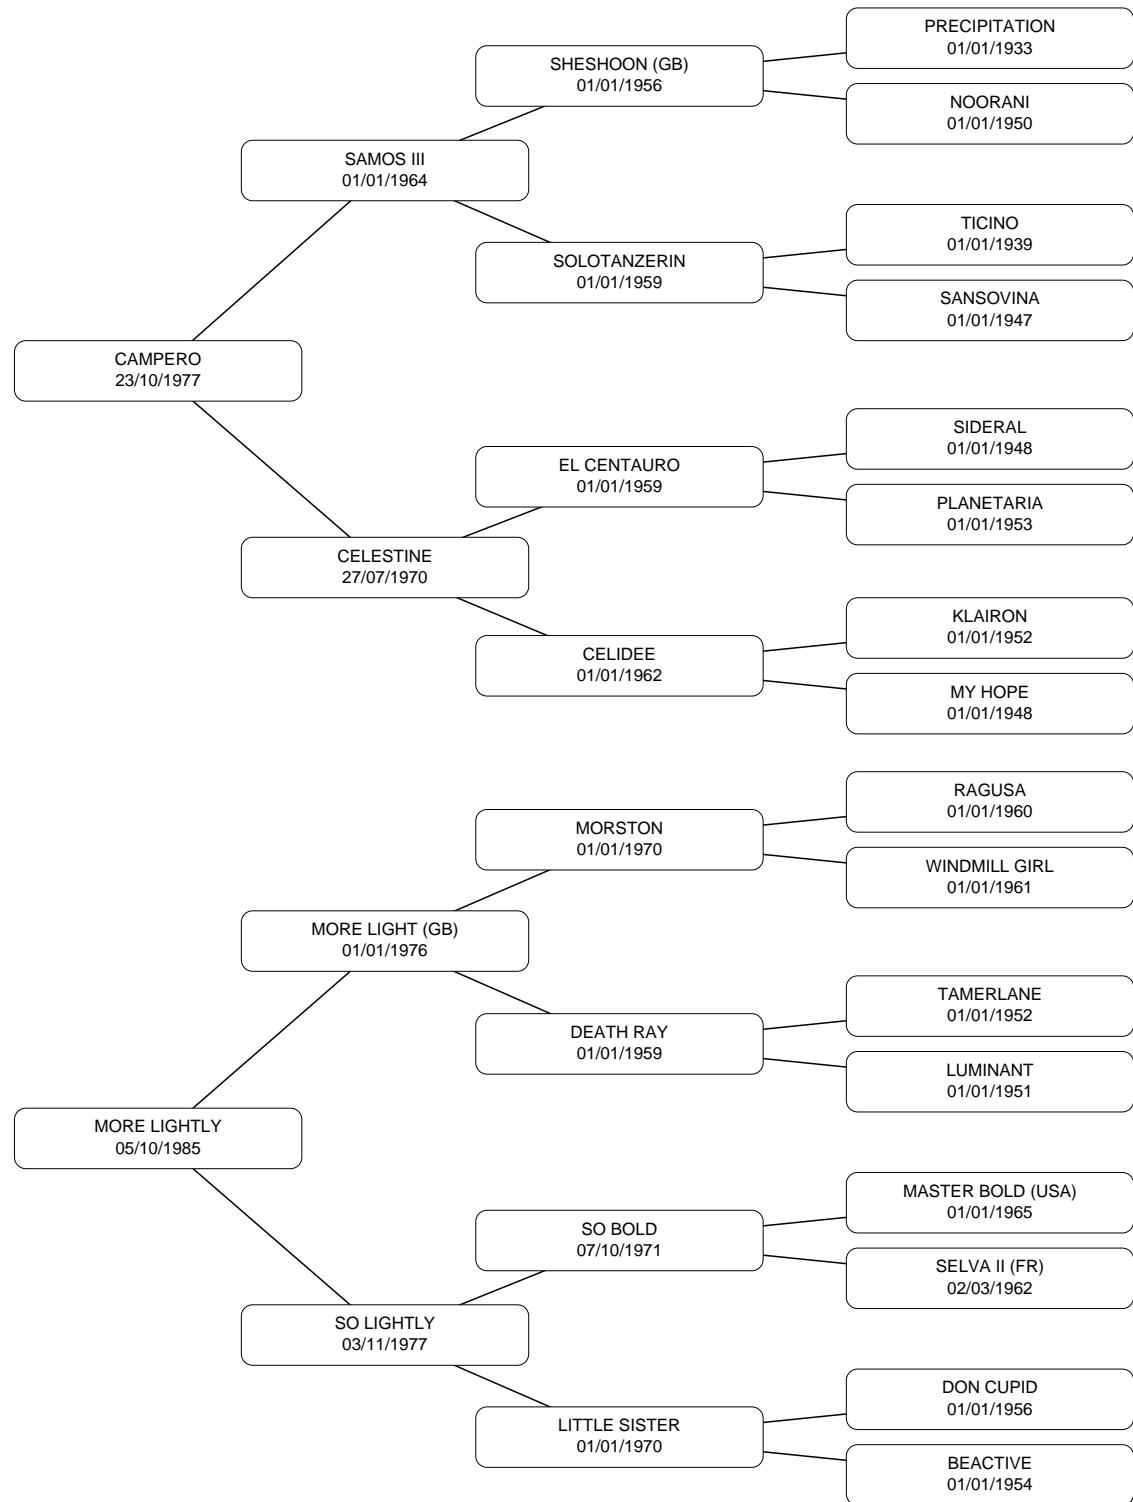 PRECIPITATION
01/01/1933
SHESHOON (GB)
01/01/1956
NOORANI
01/01/1950
SAMOS III
01/01/1964
TICINO
01/01/1939
SOLOTANZERIN
01/01/1959
SANSOVINA
01/01/1947
CAMPERO
23/10/1977
SIDERAL
01/01/1948
EL CENTAURO
01/01/1959
PLANETARIA
01/01/1953
CELESTINE
27/07/1970
KLAIRON
01/01/1952
CELIDEE
01/01/1962
MY HOPE
01/01/1948
RAGUSA
01/01/1960
MORSTON
01/01/1970
WINDMILL GIRL
01/01/1961
MORE LIGHT (GB)
01/01/1976
TAMERLANE
01/01/1952
DEATH RAY
01/01/1959
LUMINANT
01/01/1951
MORE LIGHTLY
05/10/1985
MASTER BOLD (USA)
01/01/1965
SO BOLD
07/10/1971
SELVA II (FR)
02/03/1962
SO LIGHTLY
03/11/1977
DON CUPID
01/01/1956
LITTLE SISTER
01/01/1970
BEACTIVE
01/01/1954